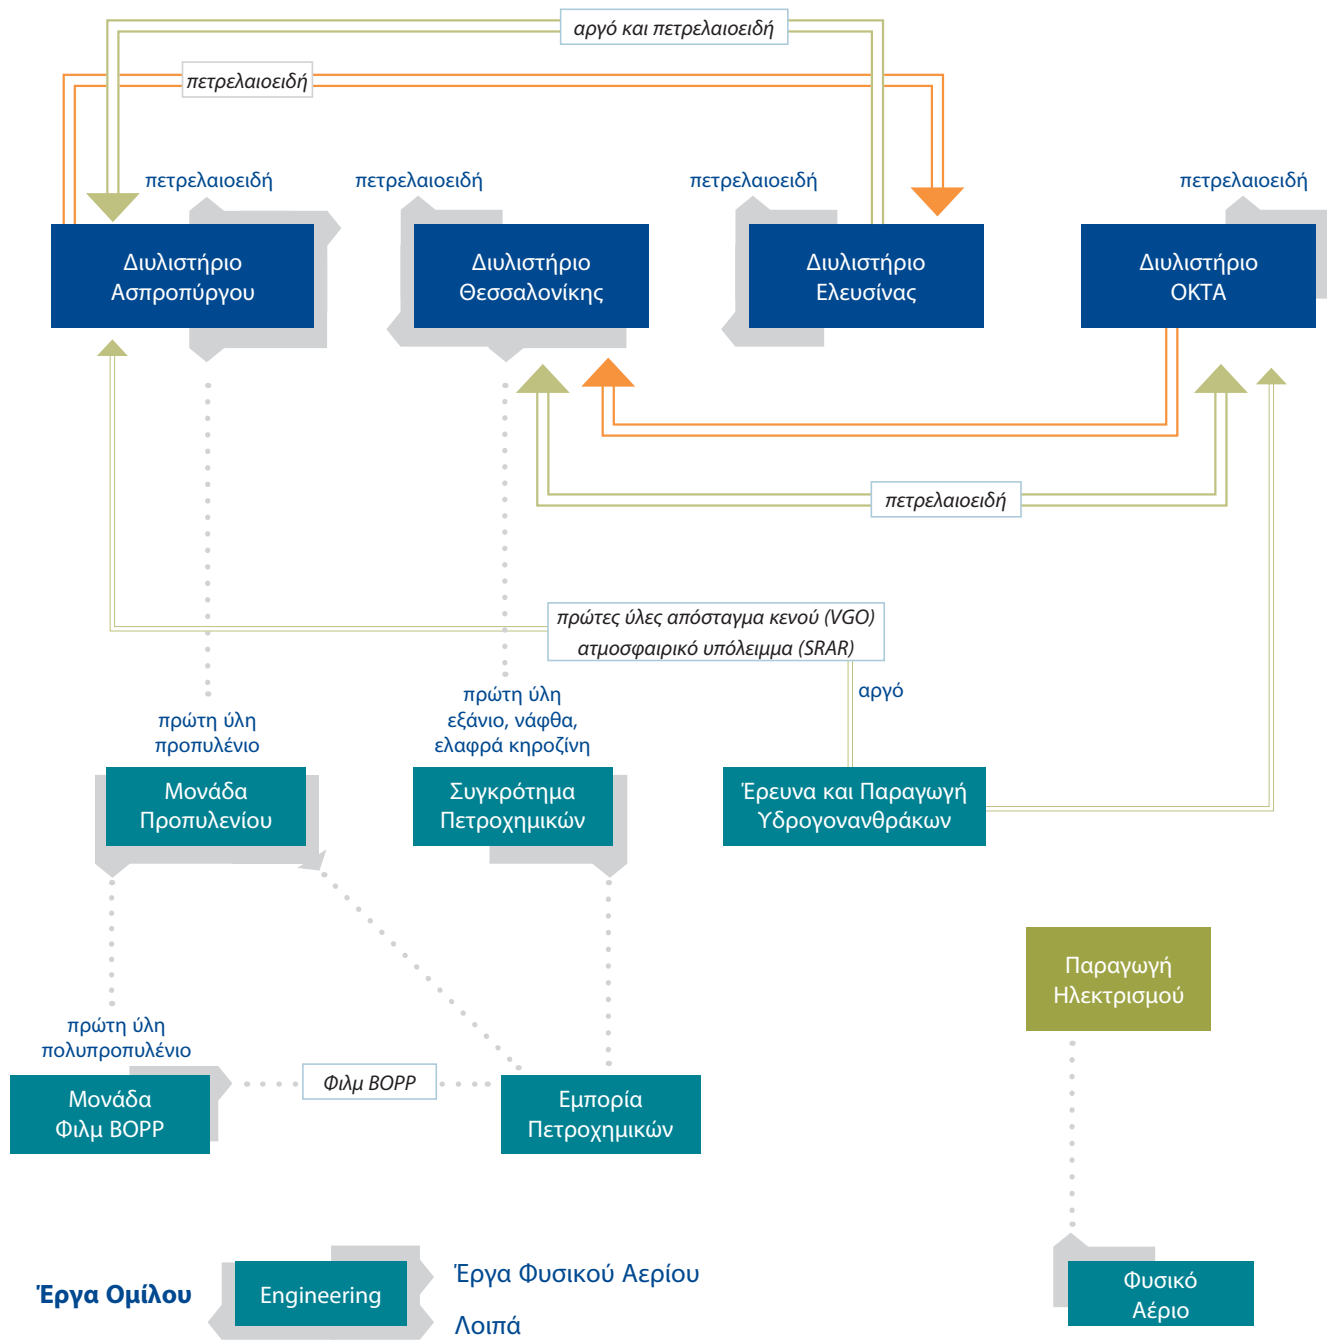 αργό και πετρελαιοειδή
πετρελαιοειδή
πετρελαιοειδή
πετρελαιοειδή
πετρελαιοειδή
πετρελαιοειδή
Διυλιστήριο
Ασπροπύργου
Διυλιστήριο
Θεσσαλονίκης
Διυλιστήριο
Ελευσίνας
Διυλιστήριο
ΟΚΤΑ
πετρελαιοειδή
πρώτες ύλες απόσταγμα κενού (VGO)
ατμοσφαιρικό υπόλειμμα (SRAR)
αργό
πρώτη ύλη
προπυλένιο
πρώτη ύλη
εξάνιο, νάφθα,
ελαφρά κηροζίνη
Μονάδα
Προπυλενίου
Συγκρότημα
Πετροχημικών
Έρευνα και Παραγωγή
Υδρογονανθράκων
Παραγωγή
Ηλεκτρισμού
πρώτη ύλη
πολυπροπυλένιο
Μονάδα
Φιλμ BOPP
Φιλμ BOPP
Εμπορία
Πετροχημικών
Έργα Ομίλου
Engineering
Έργα Φυσικού Αερίου
Λοιπά
Φυσικό
Αέριο